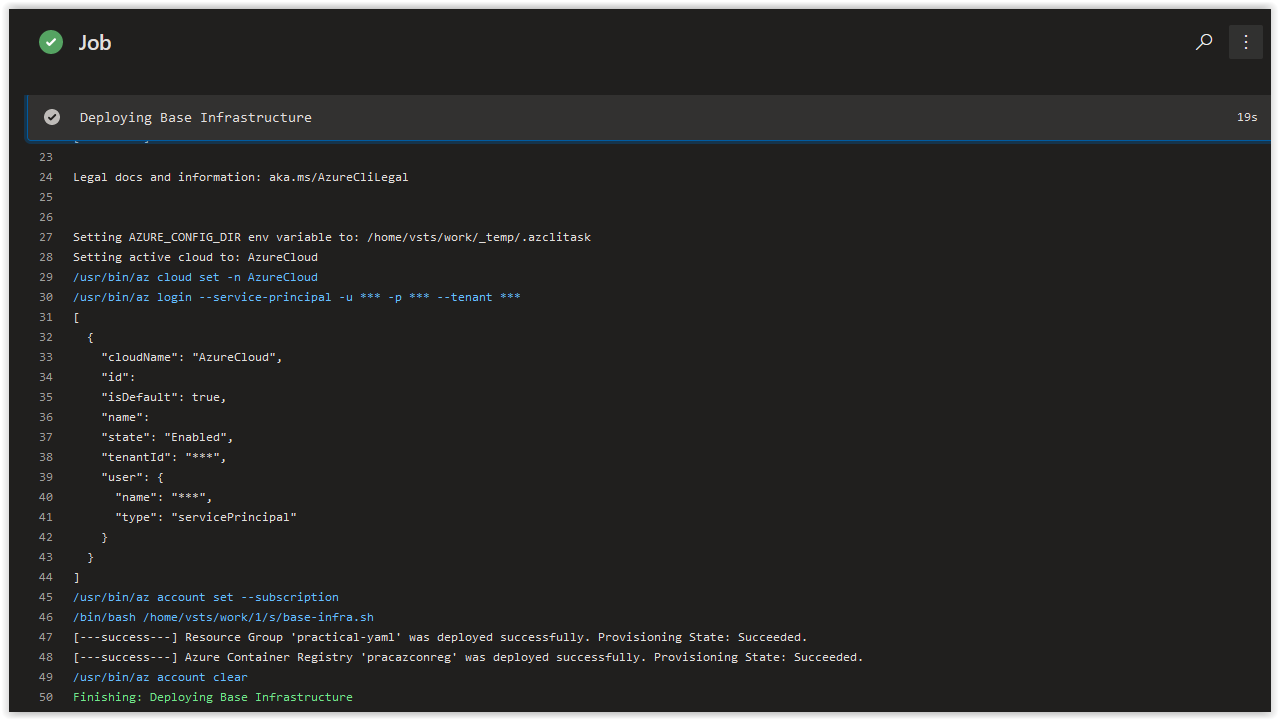 Job
Deploying Base Infrastructure 19s
23
24 Legal docs and information: aka.ms/AzureCliLegal
25
26
27 Setting AZURE_CONFIG_DIR env variable to: /home/vsts/work/_temp/.azclitask
28 Setting active cloud to: AzureCloud
29 /usr/bin/az cloud set -n AzureCloud
30 /usr/bin/az login --service-principal -u *** -p *** --tenant ***
31 [
32   {
33     "cloudName": "AzureCloud",
34     "id":
35     "isDefault": true,
36     "name":
37     "state": "Enabled",
38     "tenantId": "***",
39     "user": {
40       "name": "***",
41       "type": "servicePrincipal"
42     }
43   }
44 ]
45 /usr/bin/az account set --subscription
46 /bin/bash /home/vsts/work/1/s/base-infra.sh
47 [---success---] Resource Group 'practical-yaml' was deployed successfully. Provisioning State: Succeeded.
48 [---success---] Azure Container Registry 'pracazconreg' was deployed successfully. Provisioning State: Succeeded.
49 /usr/bin/az account clear
50 Finishing: Deploying Base Infrastructure